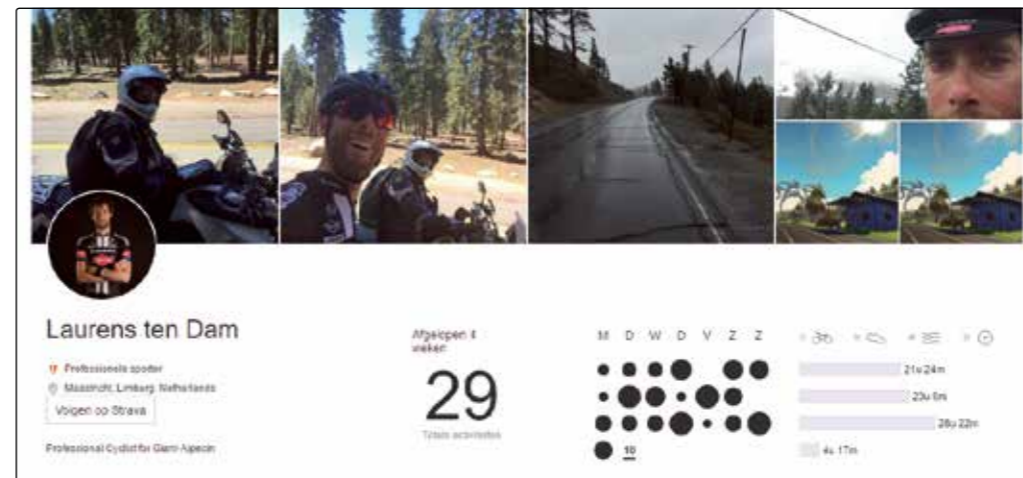 Laurens ten Dam
Professionele sporter
Maastricht, Limburg, Netherlands
Volgen op Strava
Professional Cyclist for Giant-Alpecin
Afgelopen 4
weken
29
Totale activiteiten
M D W D V Z Z
10
21u 24m
23u 6m
28u 22m
4u 17m